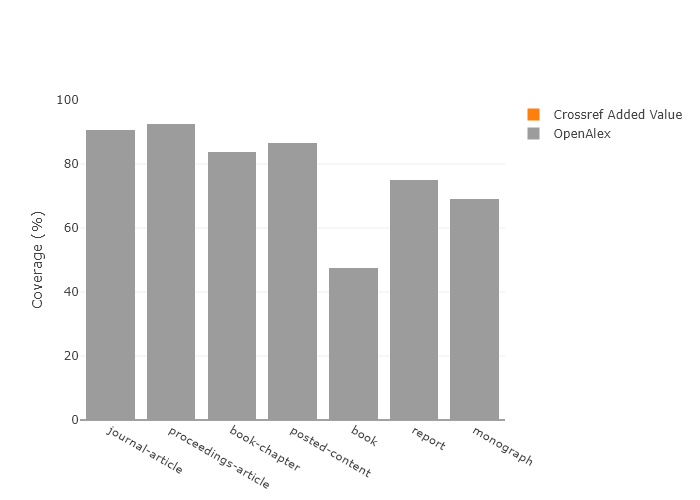 100
80
60
40
20
0
Coverage (%)
journal-article
proceedings-article
book-chapter
posted-content
book
report
monograph
Crossref Added Value
OpenAlex